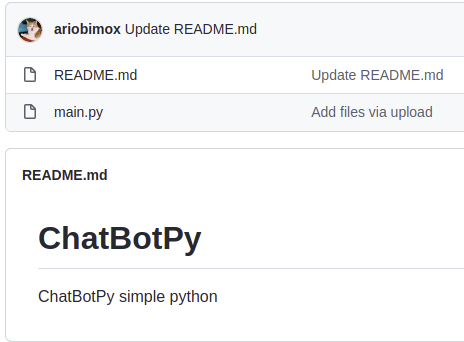 ariobimox Update README.md
README.md Update README.md
main.py Add files via upload
README.md
ChatBotPy
ChatBotPy simple python